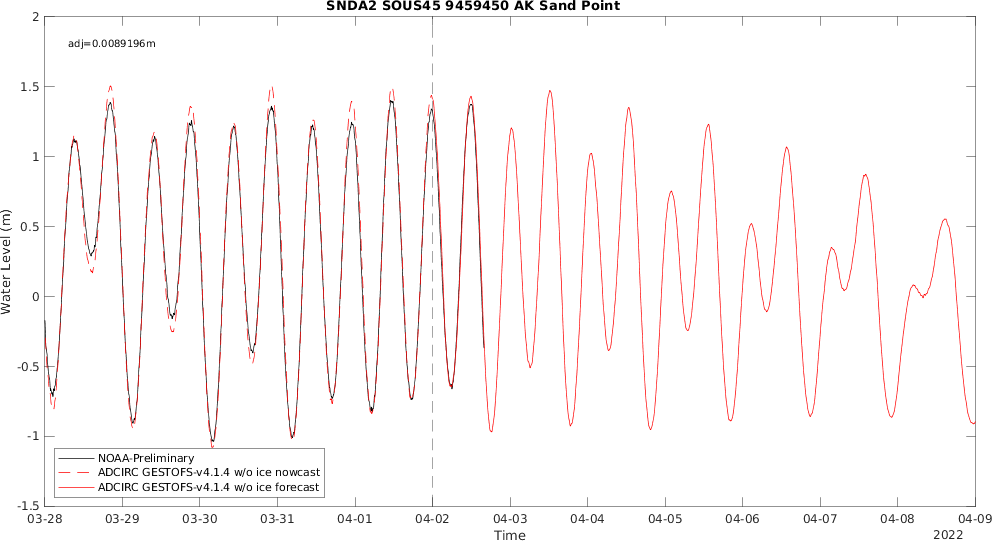 SNDA2 SOUS45 9459450 AK Sand Point
adj=0.0089196m
Water Level (m)
2
1.5
1
0.5
0
-0.5
-1
-1.5
NOAA-Preliminary
ADCIRC GESTOFS-v4.1.4 w/o ice nowcast
ADCIRC GESTOFS-v4.1.4 w/o ice forecast
03-28 03-29 03-30 03-31 04-01 04-02 04-03 04-04 04-05 04-06 04-07 04-08 04-09
Time
2022